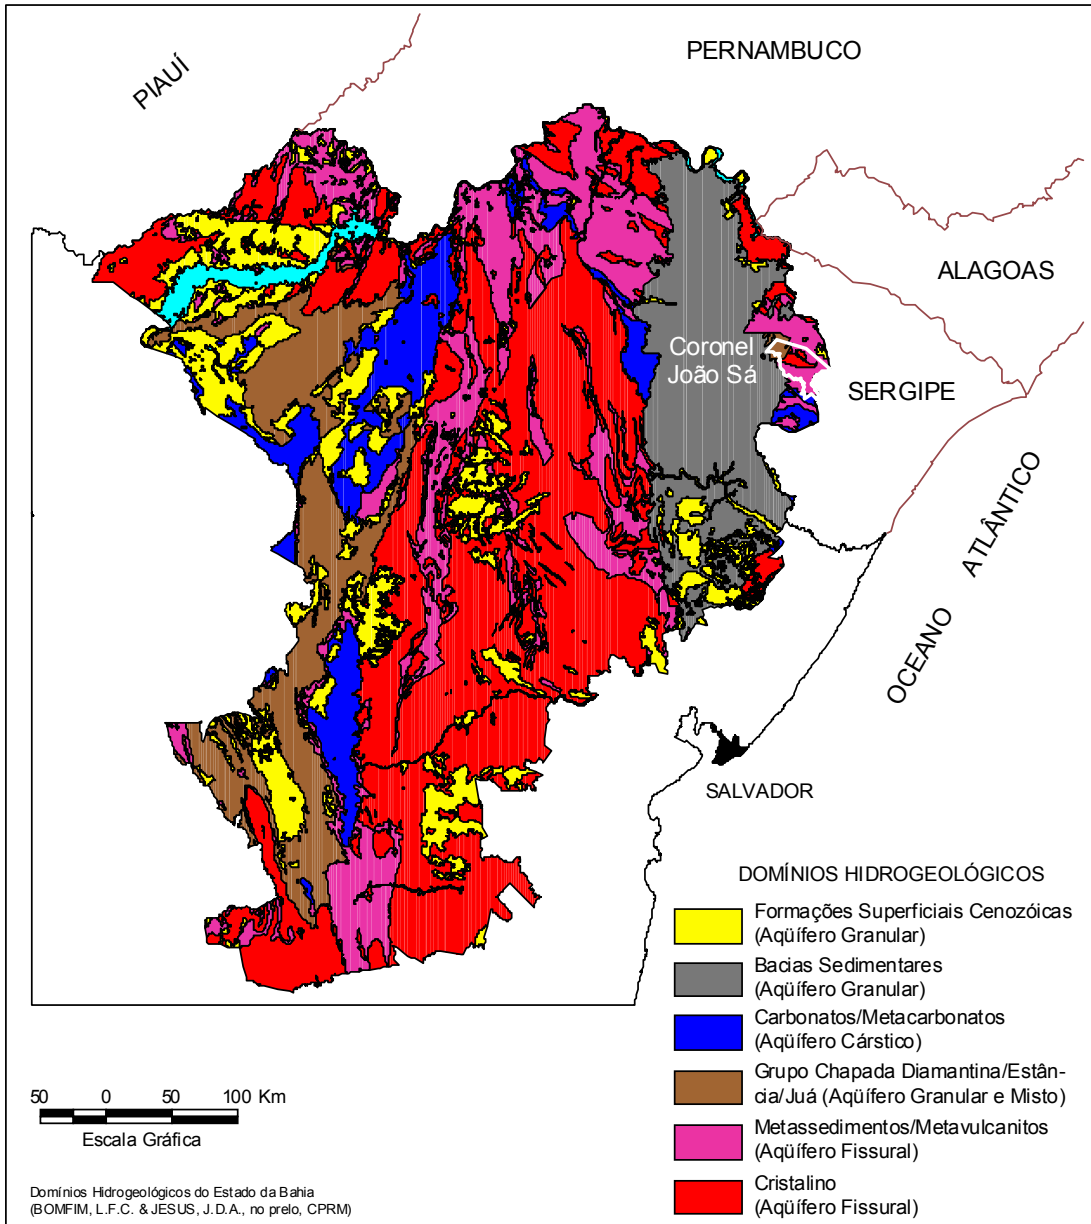 PIAUÍ
PERNAMBUCO
ALAGOAS
Coronel
João Sá
SERGIPE
OCEANO ATLÂNTICO
SALVADOR
DOMÍNIOS HIDROGEOLÓGICOS
Formações Superficiais Cenozóicas
(Aqüífero Granular)
Bacias Sedimentares
(Aqüífero Granular)
Carbonatos/Metacarbonatos
(Aqüífero Cárstico)
Grupo Chapada Diamantina/Estân-
cia/Juá (Aqüífero Granular e Misto)
Metassedimentos/Metavulcanitos
(Aqüífero Fissural)
Cristalino
(Aqüífero Fissural)
50 0 50 100 Km
Escala Gráfica
Domínios Hidrogeológicos do Estado da Bahia
(BOMFIM, L.F.C. & JESUS, J.D.A., no prelo, CPRM)